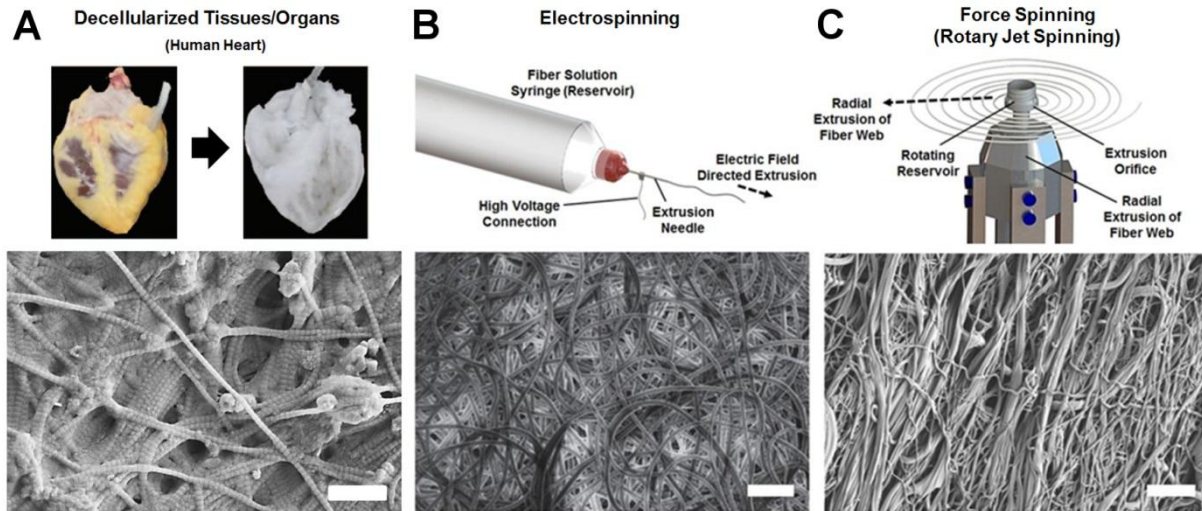 A
Decellularized Tissues/Organs
(Human Heart)
B
Electrospinning
Fiber Solution
Syringe (Reservoir)
Electric Field
Directed Extrusion
High Voltage
Connection
Extrusion
Needle
C
Force Spinning
(Rotary Jet Spinning)
Radial
Extrusion of
Fiber Web
Rotating
Reservoir
Extrusion
Orifice
Radial
Extrusion of
Fiber Web